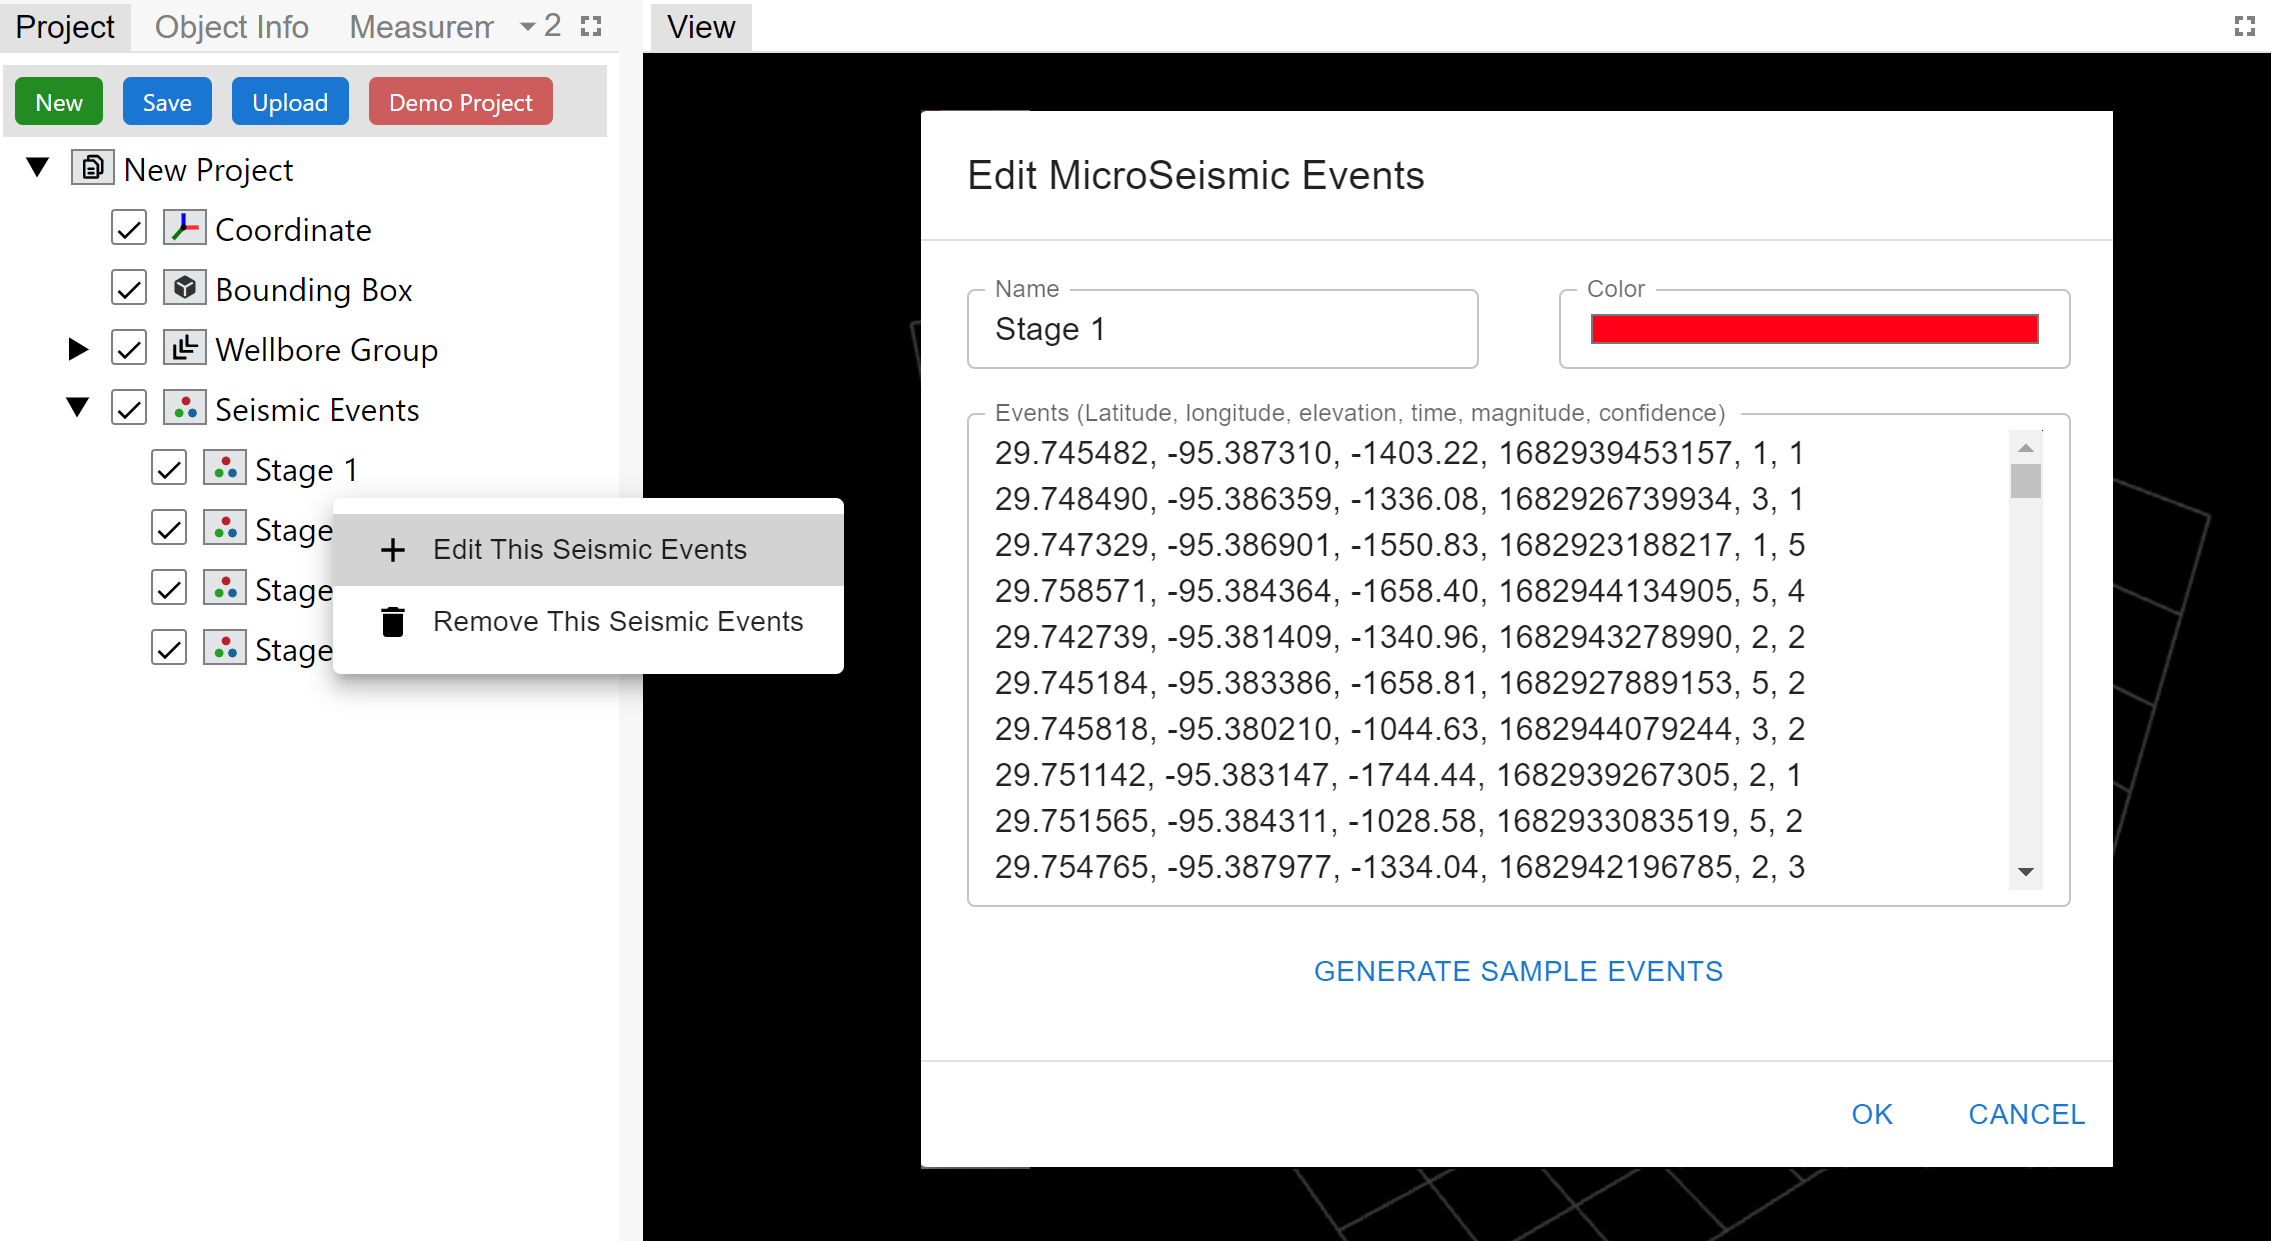 Project Object Info Measurem 2
New Save Upload Demo Project
New Project
Coordinate
Bounding Box
Wellbore Group
Seismic Events
Stage 1
Stage
Stage
Stage
Edit This Seismic Events
Remove This Seismic Events
View
Edit MicroSeismic Events
Name
Stage 1
Color
Events (Latitude, longitude, elevation, time, magnitude, confidence)
29.745482, -95.387310, -1403.22, 1682939453157, 1, 1
29.748490, -95.386359, -1336.08, 1682926739934, 3, 1
29.747329, -95.386901, -1550.83, 1682923188217, 1, 5
29.758571, -95.384364, -1658.40, 1682944134905, 5, 4
29.742739, -95.381409, -1340.96, 1682943278990, 2, 2
29.745184, -95.383386, -1658.81, 1682927889153, 5, 2
29.745818, -95.380210, -1044.63, 1682944079244, 3, 2
29.751142, -95.383147, -1744.44, 1682939267305, 2, 1
29.751565, -95.384311, -1028.58, 1682933083519, 5, 2
29.754765, -95.387977, -1334.04, 1682942196785, 2, 3
GENERATE SAMPLE EVENTS
OK CANCEL